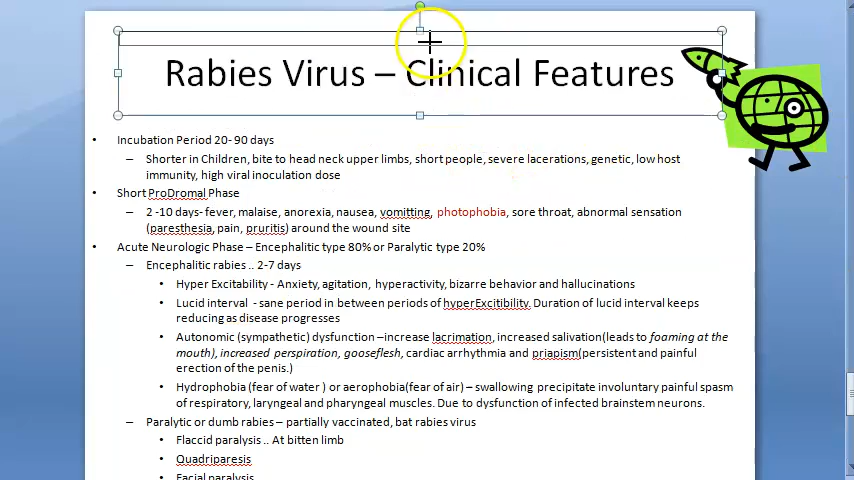 Rabies Virus – Clinical Features
• Incubation Period 20- 90 days
– Shorter in Children, bite to head neck upper limbs, short people, severe lacerations, genetic, low host
immunity, high viral inoculation dose
• Short ProDromal Phase
– 2 -10 days- fever, malaise, anorexia, nausea, vomitting, photophobia, sore throat, abnormal sensation
(paresthesia, pain, pruritis) around the wound site
• Acute Neurologic Phase – Encephalitic type 80% or Paralytic type 20%
– Encephalitic rabies .. 2-7 days
• Hyper Excitability - Anxiety, agitation, hyperactivity, bizarre behavior and hallucinations
• Lucid interval - sane period in between periods of hyperExcitibility. Duration of lucid interval keeps
reducing as disease progresses
• Autonomic (sympathetic) dysfunction –increase lacrimation, increased salivation(leads to foaming at the
mouth), increased perspiration, gooseflesh, cardiac arrhythmia and priapism(persistent and painful
erection of the penis.)
• Hydrophobia (fear of water ) or aerophobia(fear of air) – swallowing precipitate involuntary painful spasm
of respiratory, laryngeal and pharyngeal muscles. Due to dysfunction of infected brainstem neurons.
– Paralytic or dumb rabies – partially vaccinated, bat rabies virus
• Flaccid paralysis .. At bitten limb
• Quadriparesis
• Facial paralysis